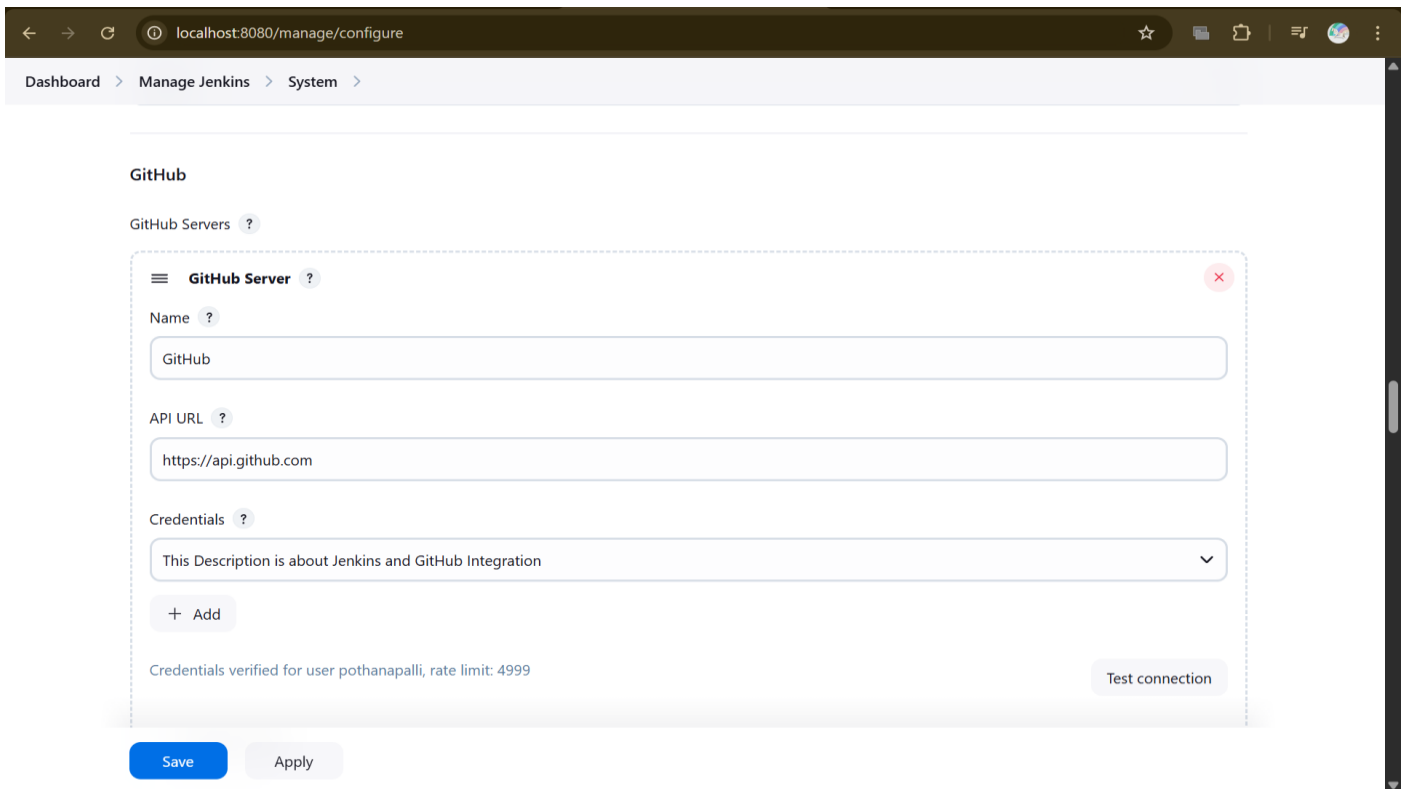 localhost:8080/manage/configure
Dashboard > Manage Jenkins > System >
GitHub
GitHub Servers ?
GitHub Server ?
Name ?
GitHub
API URL ?
https://api.github.com
Credentials ?
This Description is about Jenkins and GitHub Integration
+ Add
Credentials verified for user pothanapalli, rate limit: 4999
Test connection
Save Apply